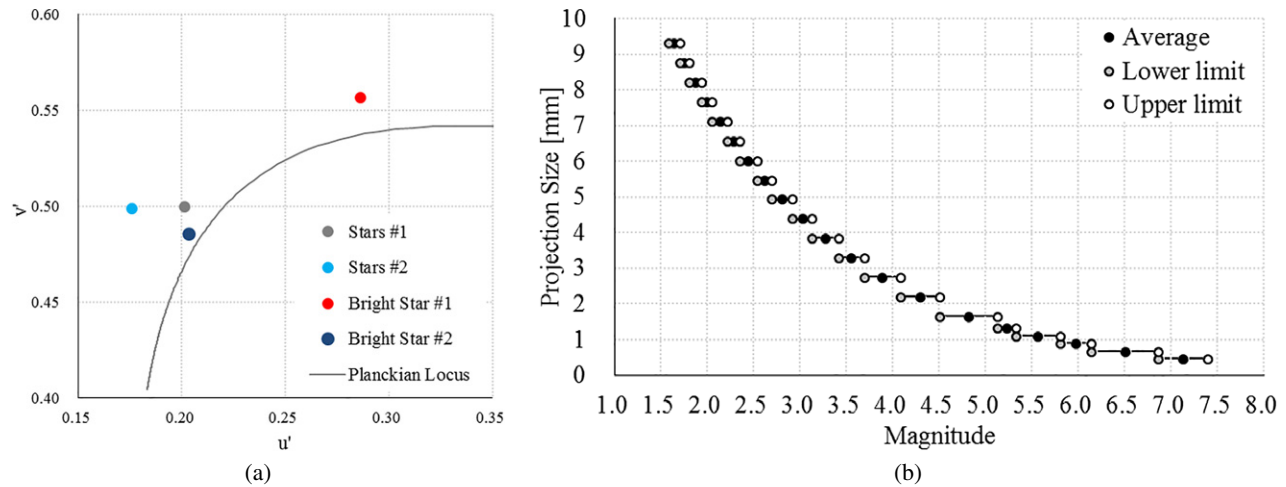 0.60
0.55
0.50
0.45
0.40
v'
0.15 0.20 0.25 0.30 0.35
u'
Stars #1
Stars #2
Bright Star #1
Bright Star #2
Planckian Locus
(a)
10
9
8
7
6
5
4
3
2
1
0
Projection Size [mm]
Average
Lower limit
Upper limit
1.0 1.5 2.0 2.5 3.0 3.5 4.0 4.5 5.0 5.5 6.0 6.5 7.0 7.5 8.0
Magnitude
(b)